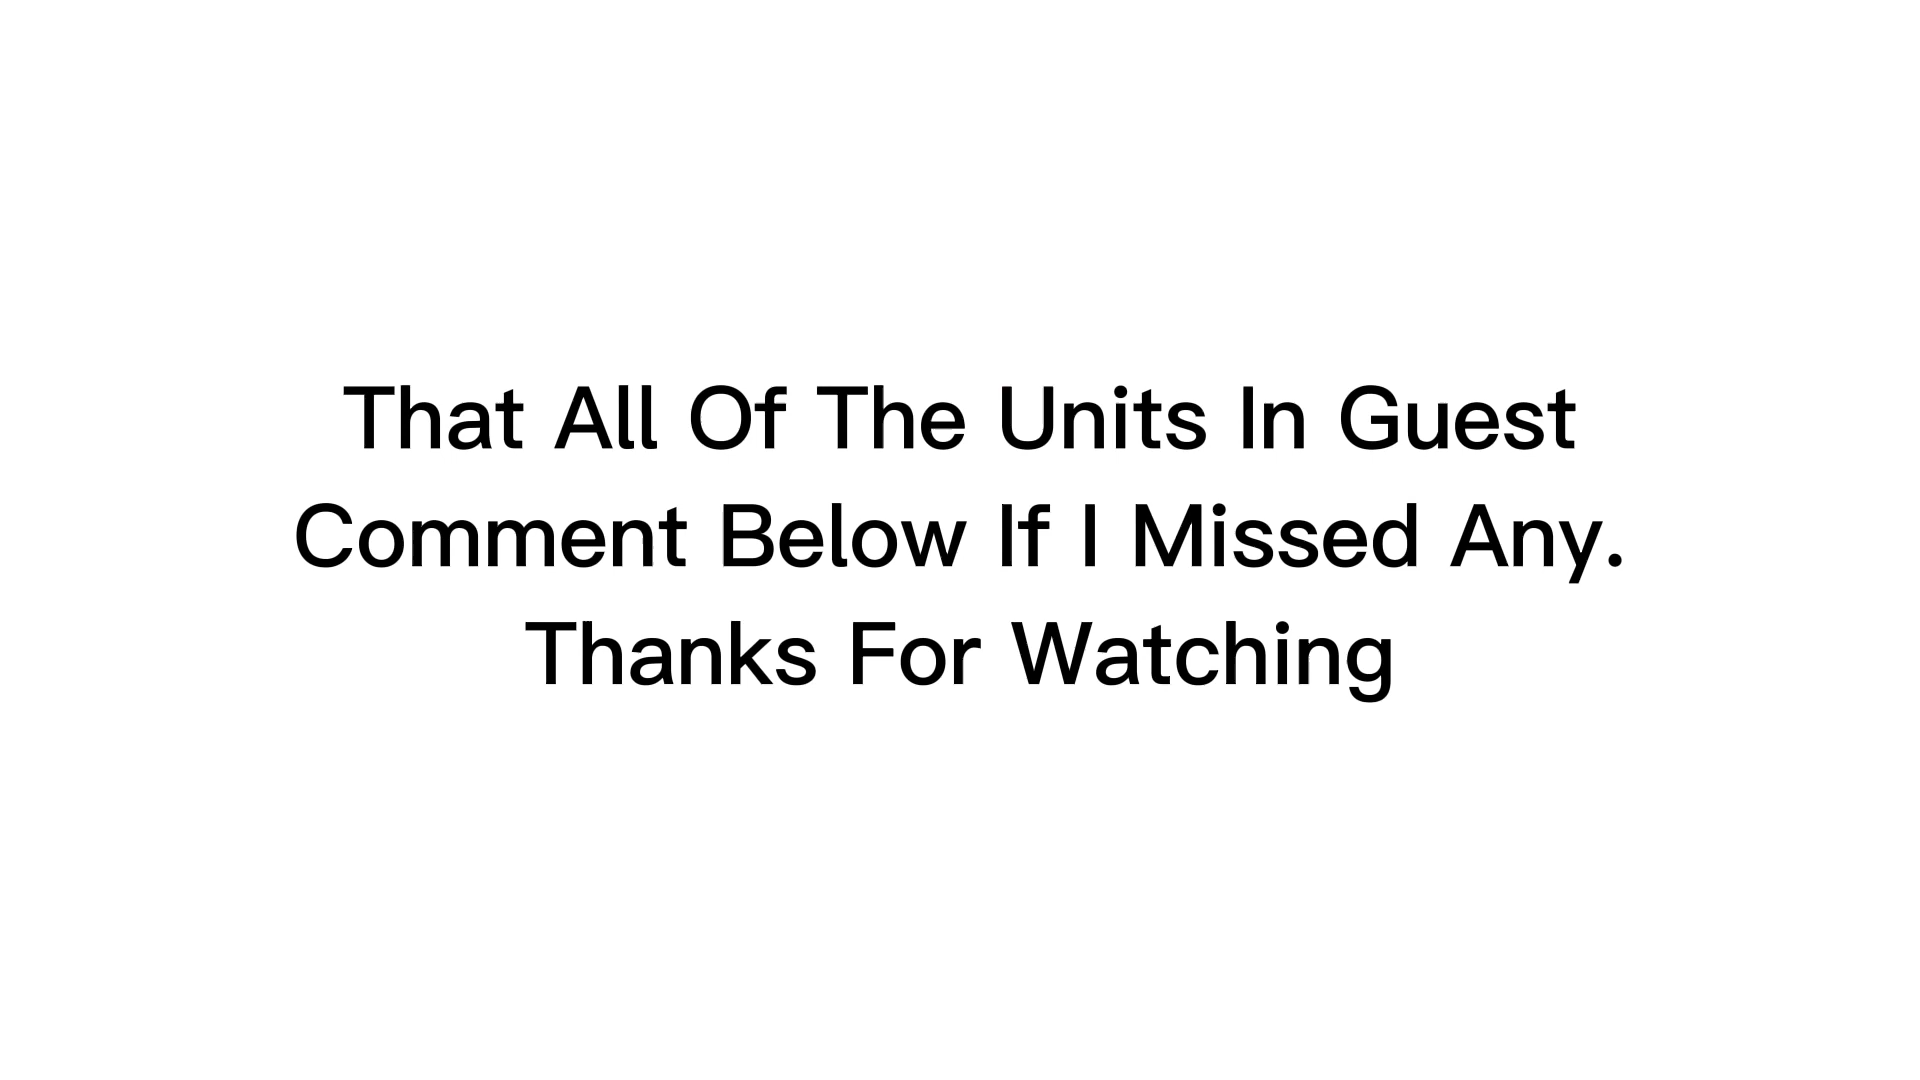 That All Of The Units In Guest
Comment Below If I Missed Any.
Thanks For Watching